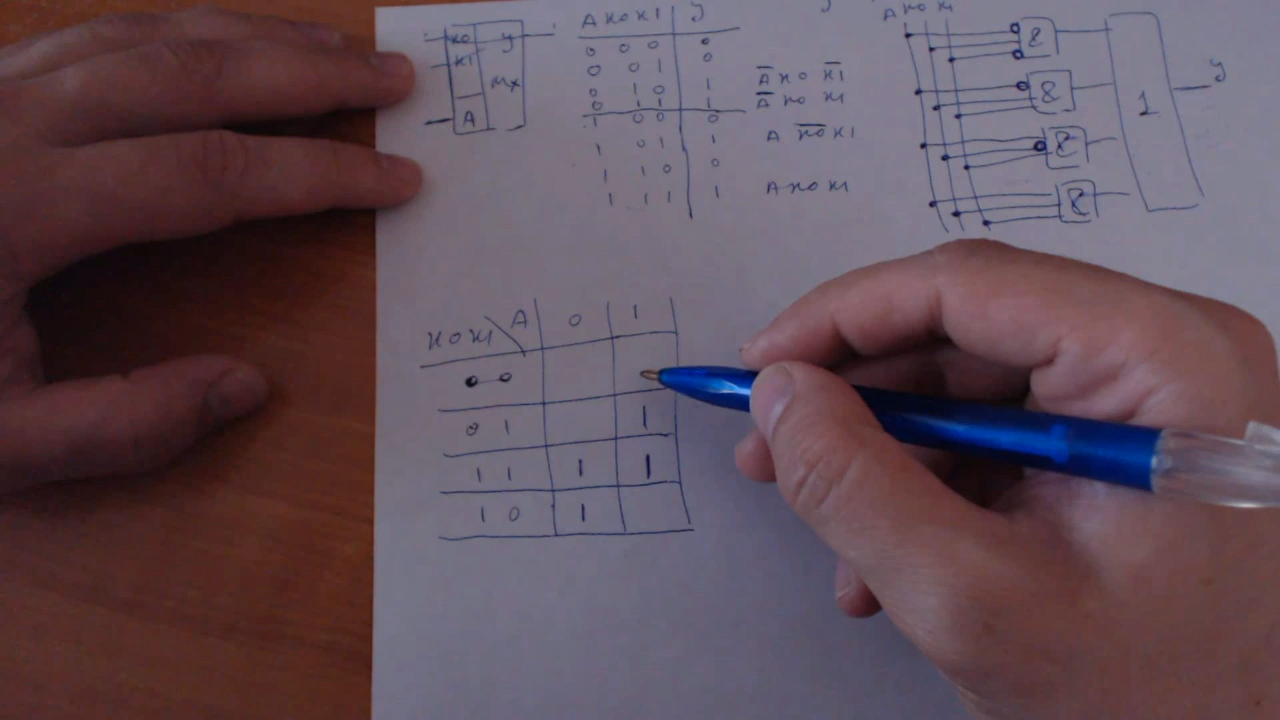 x0 y
x1
Mx
A
A x0 x1 y
0 0 0 0
0 0 1 0
0 1 0 1
0 1 1 1
1 0 0 0
1 0 1 1
1 1 0 0
1 1 1 1
A̅ x0 x̅1̅
A̅ x0 x1
A x̅0̅ x1
A x0 x1
A x0 x1
&
&
&
&
1
y
x0x1 \ A 0 1
0 0
0 1 1
1 1 1 1
1 0 1